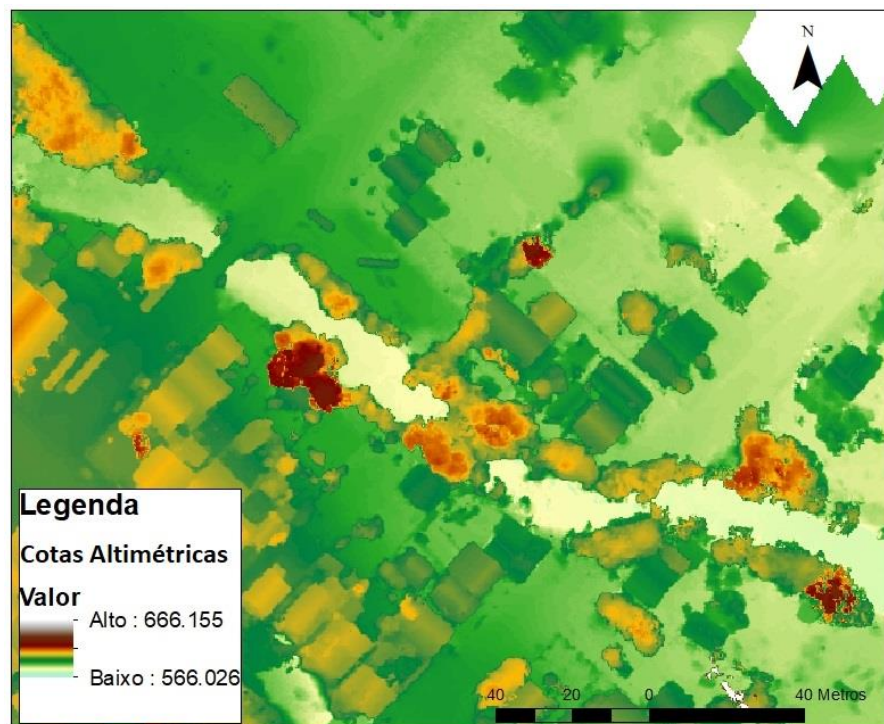 N
Legenda
Cotas Altimétricas
Valor
Alto : 666.155
Baixo : 566.026
40 20 0 40 Metros